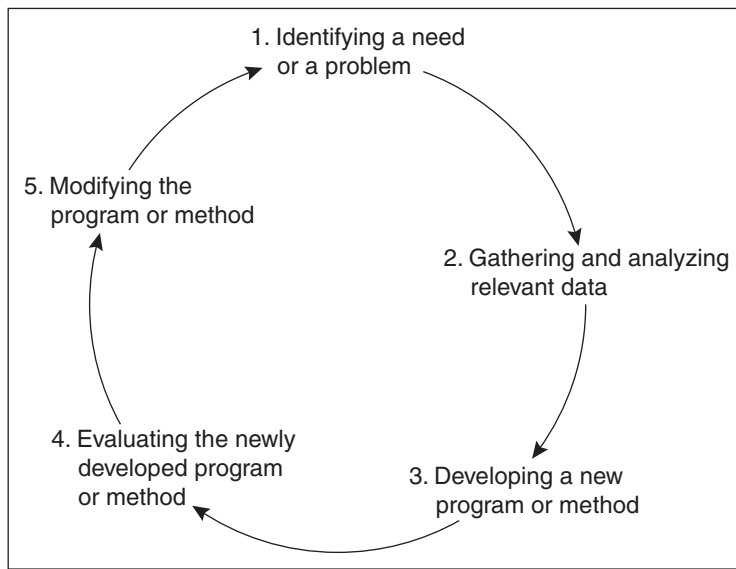 1. Identifying a need
or a problem
2. Gathering and analyzing
relevant data
3. Developing a new
program or method
4. Evaluating the newly
developed program
or method
5. Modifying the
program or method